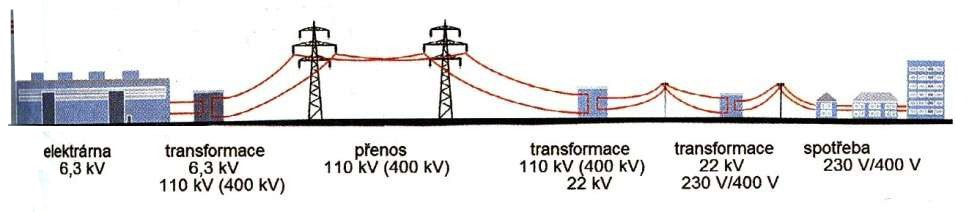 elektrárna
6,3 kV
transformace
6,3 kV
110 kV (400 kV)
přenos
110 kV (400 kV)
transformace
110 kV (400 kV)
22 kV
transformace
22 kV
230 V/400 V
spotřeba
230 V/400 V